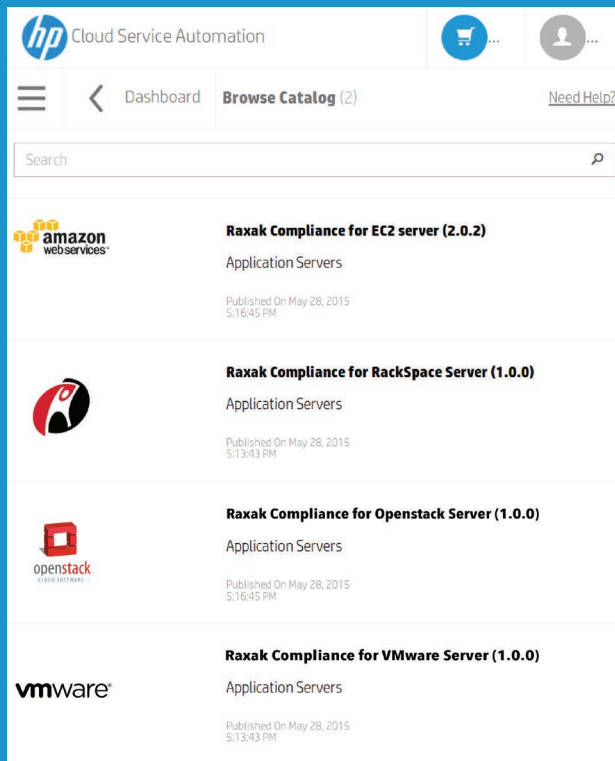 hp Cloud Service Automation
...
...
Dashboard Browse Catalog (2) Need Help?
Search
amazon
webservices™
Raxak Compliance for EC2 server (2.0.2)
Application Servers
Published On May 28, 2015
5:16:45 PM
Raxak Compliance for RackSpace Server (1.0.0)
Application Servers
Published On May 28, 2015
5:13:43 PM
openstack
CLOUD SOFTWARE
Raxak Compliance for Openstack Server (1.0.0)
Application Servers
Published On May 28, 2015
5:16:45 PM
vmware®
Raxak Compliance for VMware Server (1.0.0)
Application Servers
Published On May 28, 2015
5:13:43 PM